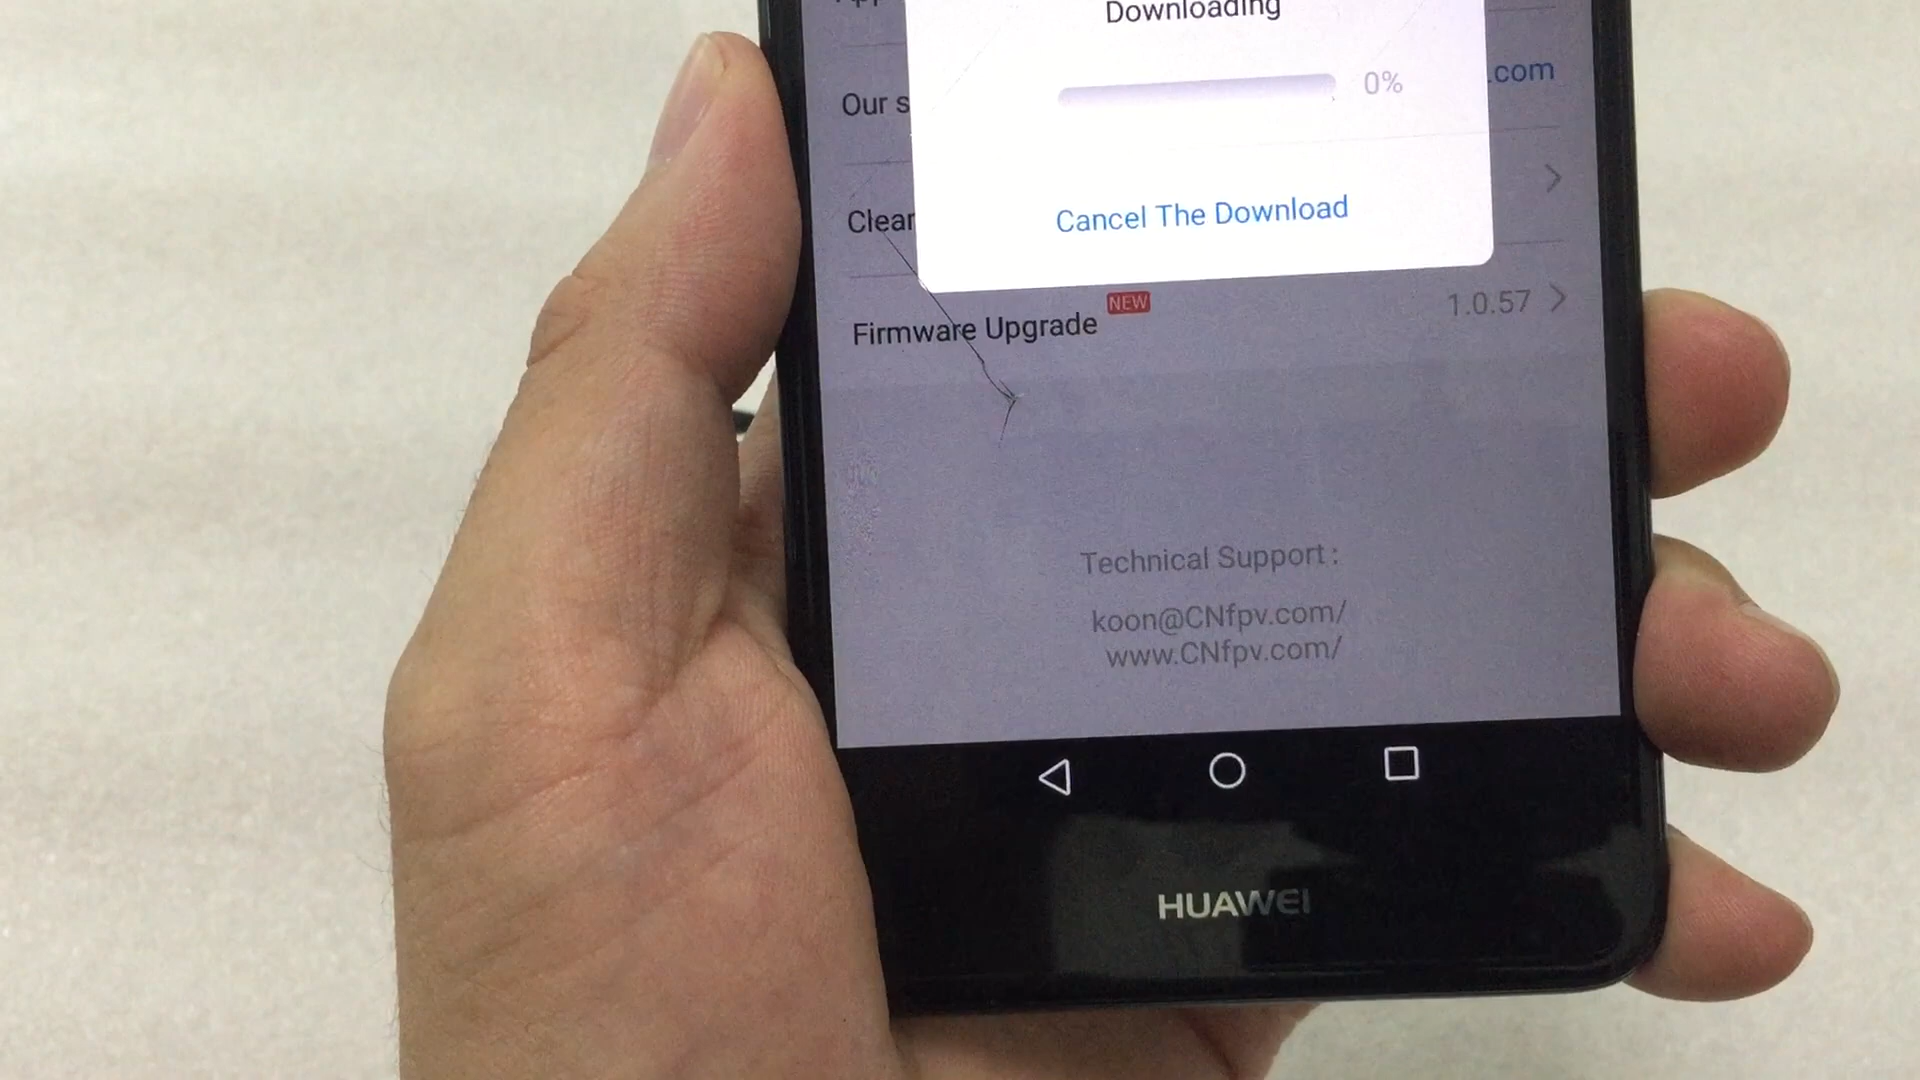 Downloading
0%
.com
Our s
Cancel The Download
Clear
NEW
Firmware Upgrade
1.0.57
Technical Support :
koon@CNfpv.com/
www.CNfpv.com/
HUAWEI